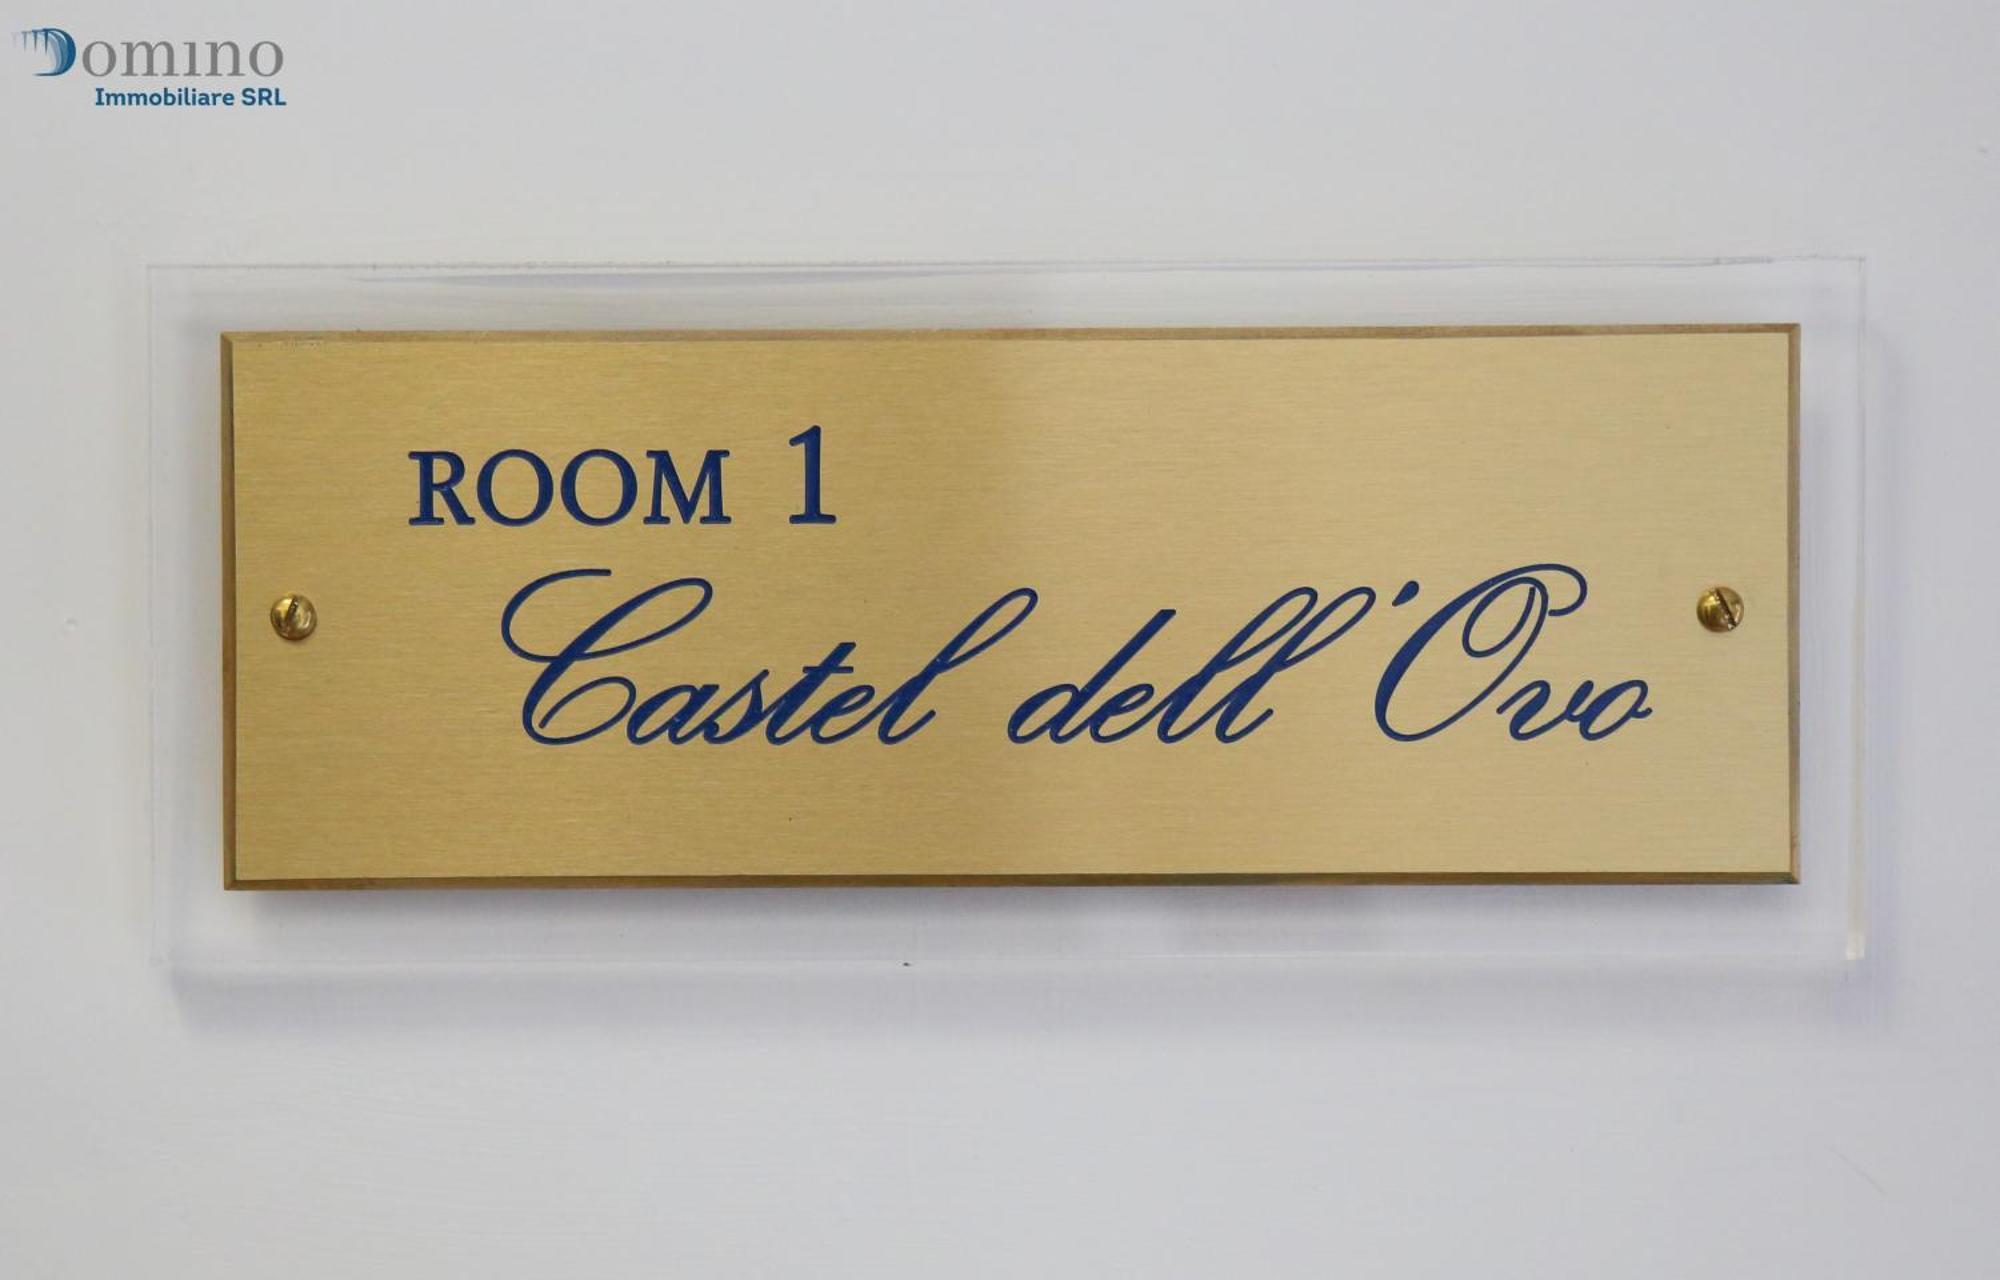 Domino
Immobiliare SRL
ROOM 1
Castel dell'Ovo